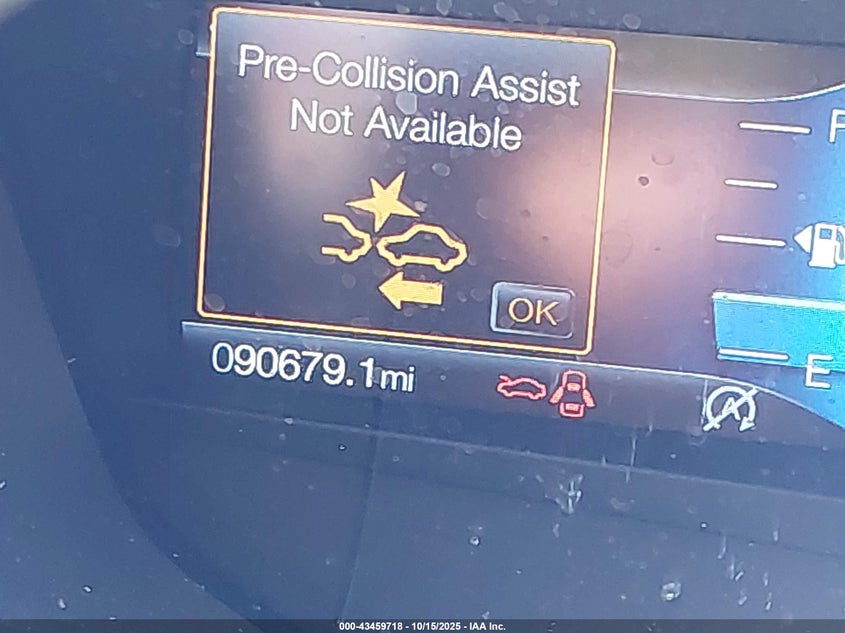 Pre-Collision Assist
Not Available
OK
090679.1mi
F
E
000-43459718 - 10/15/2025 - IAA Inc.